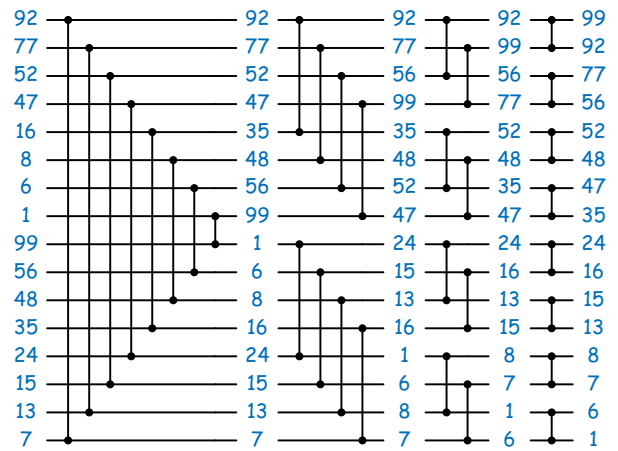 92 92 92 92 99
77 77 77 99 92
52 52 56 56 77
47 47 99 77 56
16 35 35 52 52
8 48 48 48 48
6 56 52 35 47
1 99 47 47 35
99 1 24 24 24
56 6 15 16 16
48 8 13 13 15
35 16 16 15 13
24 24 1 8 8
15 15 6 7 7
13 13 8 1 6
7 7 7 6 1